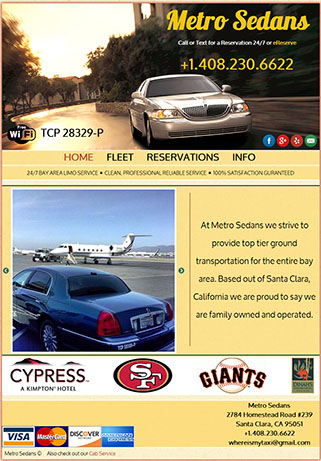 Metro Sedans
Call or Text for a Reservation 24/7 or eReserve
+1.408.230.6622
Free
WiFi TCP 28329-P
HOME FLEET RESERVATIONS INFO
24/7 BAY AREA LIMO SERVICE • CLEAN, PROFESSIONAL RELIABLE SERVICE • 100% SATISFACTION GURANTEED
At Metro Sedans we strive to
provide top tier ground
transportation for the entire bay
area. Based out of Santa Clara,
California we are proud to say we
are family owned and operated.
CYPRESS
A KIMPTON HOTEL
SF
GIANTS
DINAH'S
Metro Sedans
2784 Homestead Road #239
Santa Clara, CA 95051
+1.408.230.6622
whereismytaxi@gmail.com
VISA MasterCard DISCOVER AMERICAN EXPRESS
Metro Sedans © Also check out our Cab Service